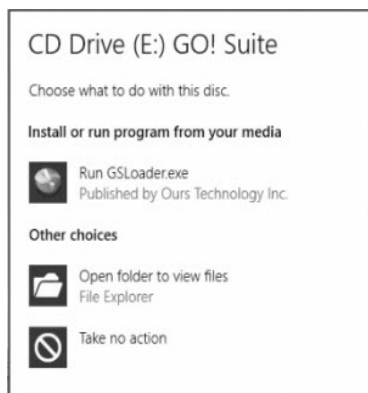 CD Drive (E:) GO! Suite
Choose what to do with this disc.
Install or run program from your media
Run GSLoader.exe
Published by Ours Technology Inc.
Other choices
Open folder to view files
File Explorer
Take no action